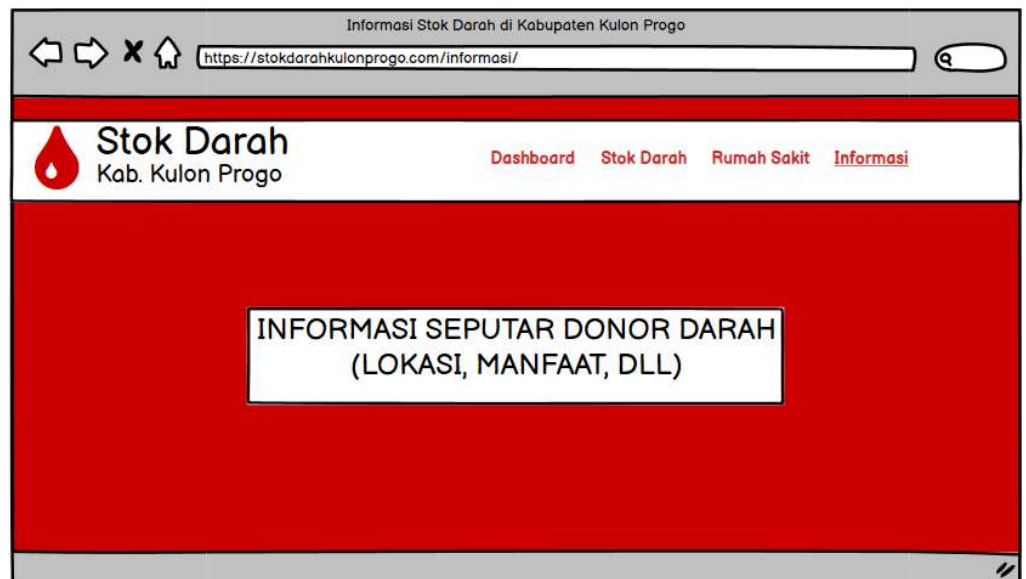 Informasi Stok Darah di Kabupaten Kulon Progo
https://stokdarahkulonprogo.com/informasi/
Stok Darah
Kab. Kulon Progo
Dashboard Stok Darah Rumah Sakit Informasi
INFORMASI SEPUTAR DONOR DARAH
(LOKASI, MANFAAT, DLL)